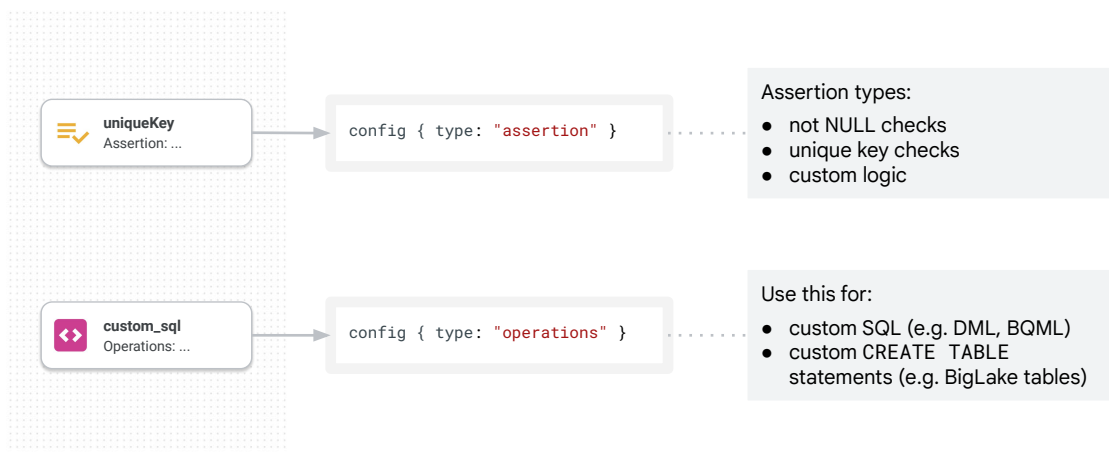 uniqueKey
Assertion: ...
config { type: "assertion" }
Assertion types:
● not NULL checks
● unique key checks
● custom logic
custom_sql
Operations: ...
config { type: "operations" }
Use this for:
● custom SQL (e.g. DML, BQML)
● custom CREATE TABLE
statements (e.g. BigLake tables)